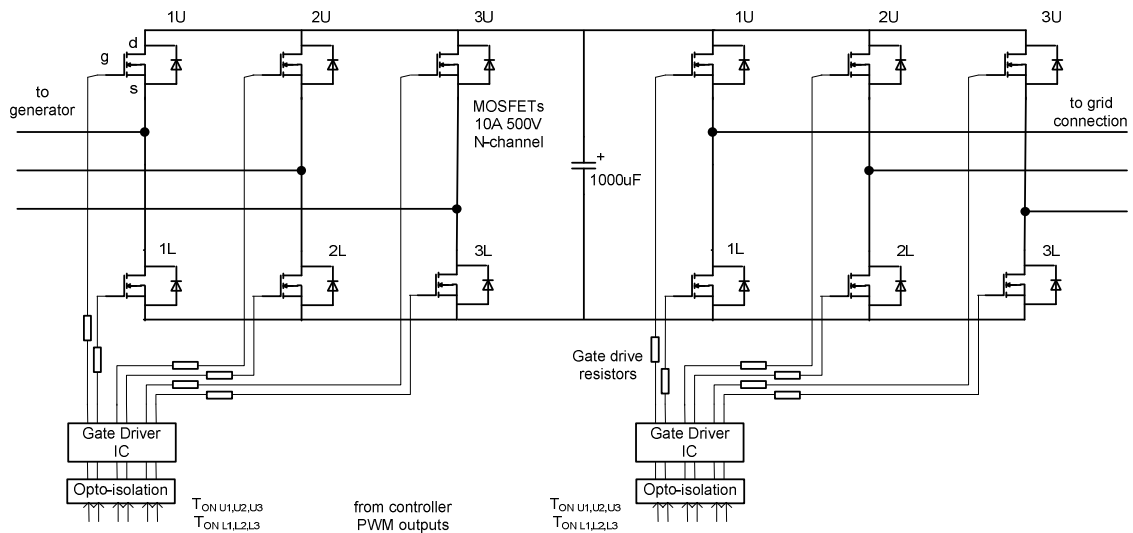 1U
2U
3U
1U
2U
3U
d
g
s
to
generator
MOSFETs
10A 500V
N-channel
+
1000uF
to grid
connection
1L
2L
3L
1L
2L
3L
Gate drive
resistors
Gate Driver
IC
Gate Driver
IC
Opto-isolation
Opto-isolation
TON U1,U2,U3
TON L1,L2,L3
from controller
PWM outputs
TON U1,U2,U3
TON L1,L2,L3